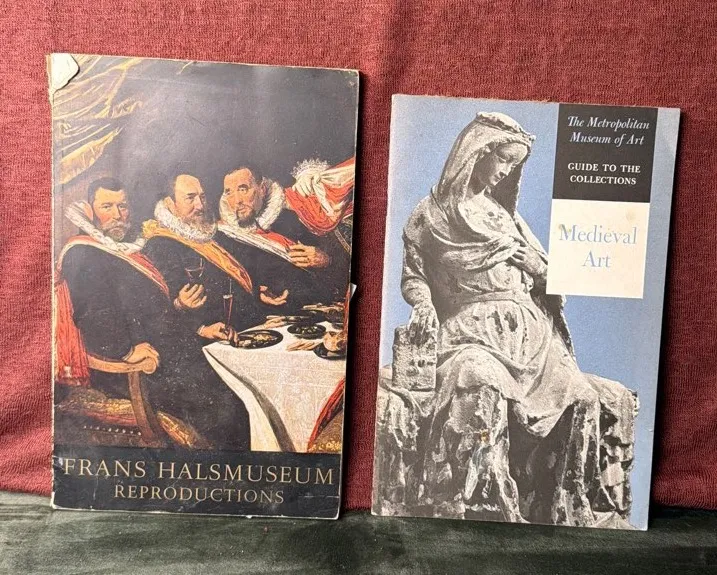 FRANS HALSMUSEUM
REPRODUCTIONS
The Metropolitan
Museum of Art
GUIDE TO THE
COLLECTIONS
Medieval
Art